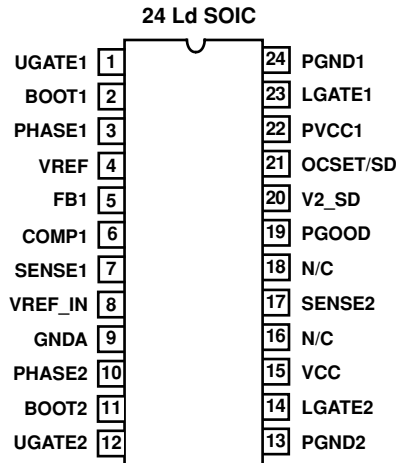 24 Ld SOIC
UGATE1 1 24 PGND1
BOOT1 2 23 LGATE1
PHASE1 3 22 PVCC1
VREF 4 21 OCSET/SD
FB1 5 20 V2_SD
COMP1 6 19 PGOOD
SENSE1 7 18 N/C
VREF_IN 8 17 SENSE2
GNDA 9 16 N/C
PHASE2 10 15 VCC
BOOT2 11 14 LGATE2
UGATE2 12 13 PGND2